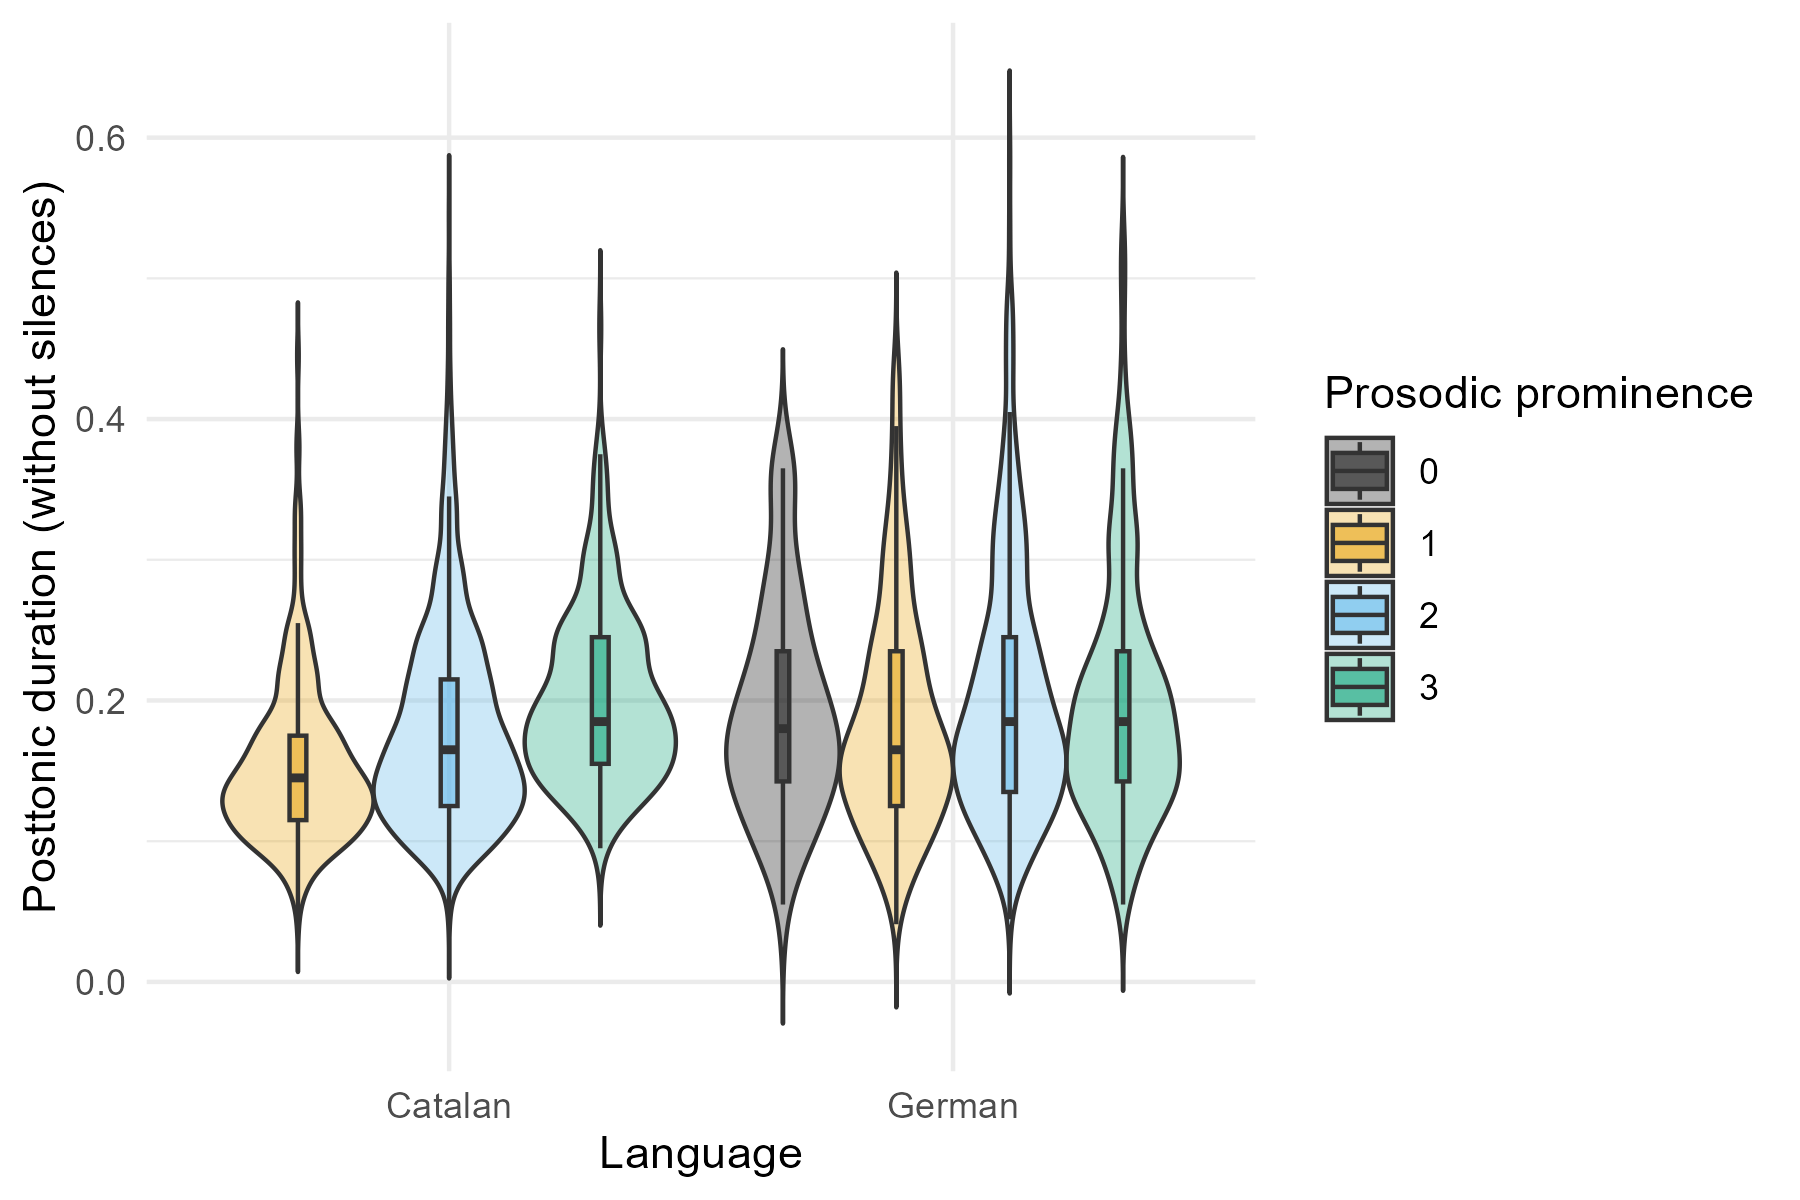 Posttonic duration (without silences)
0.6
0.4
0.2
0.0
Catalan
German
Language
Prosodic prominence
0
1
2
3